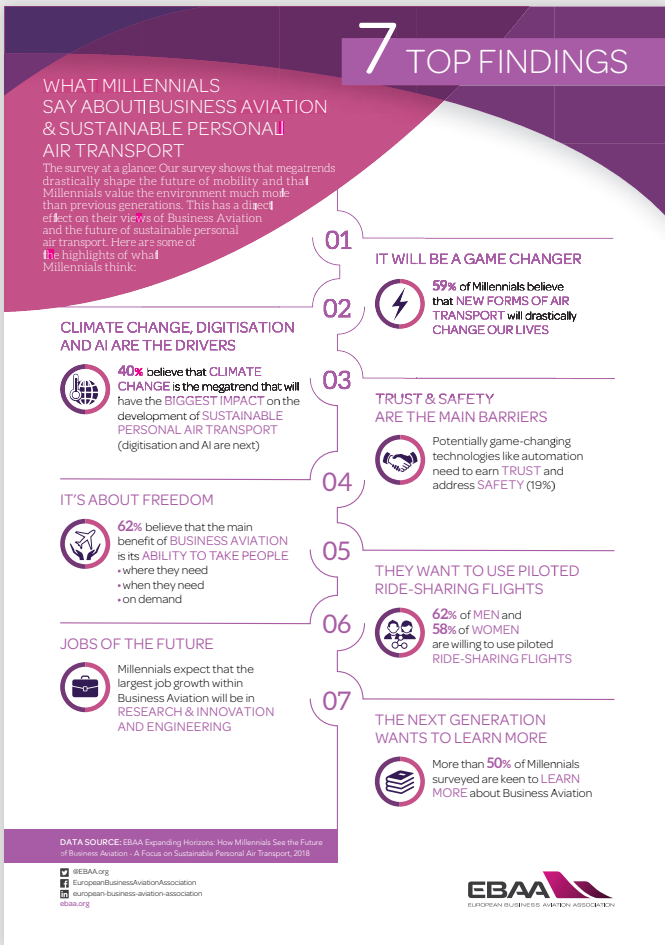 7 TOP FINDINGS
WHAT MILLENNIALS
SAY ABOUT BUSINESS AVIATION
& SUSTAINABLE PERSONAL
AIR TRANSPORT
The survey at a glance: Our survey shows that megatrends
drastically shape the future of mobility and that
Millennials value the environment much more
than previous generations. This has a direct
effect on their views of Business Aviation
and the future of sustainable personal
air transport. Here are some of
the highlights of what
Millennials think:
01
IT WILL BE A GAME CHANGER
59% of Millennials believe
that NEW FORMS OF AIR
TRANSPORT will drastically
CHANGE OUR LIVES
02
CLIMATE CHANGE, DIGITISATION
AND AI ARE THE DRIVERS
40% believe that CLIMATE
CHANGE is the megatrend that will
have the BIGGEST IMPACT on the
development of SUSTAINABLE
PERSONAL AIR TRANSPORT
(digitisation and AI are next)
03
TRUST & SAFETY
ARE THE MAIN BARRIERS
Potentially game-changing
technologies like automation
need to earn TRUST and
address SAFETY (19%)
04
IT'S ABOUT FREEDOM
62% believe that the main
benefit of BUSINESS AVIATION
is its ABILITY TO TAKE PEOPLE
• where they need
• when they need
• on demand
05
THEY WANT TO USE PILOTED
RIDE-SHARING FLIGHTS
62% of MEN and
58% of WOMEN
are willing to use piloted
RIDE-SHARING FLIGHTS
06
JOBS OF THE FUTURE
Millennials expect that the
largest job growth within
Business Aviation will be in
RESEARCH & INNOVATION
AND ENGINEERING
07
THE NEXT GENERATION
WANTS TO LEARN MORE
More than 50% of Millennials
surveyed are keen to LEARN
MORE about Business Aviation
DATA SOURCE: EBAA Expanding Horizons: How Millennials See the Future
of Business Aviation - A Focus on Sustainable Personal Air Transport, 2018
@EBAA.org
EuropeanBusinessAviationAssociation
european-business-aviation-association
ebaa.org
EBAA
EUROPEAN BUSINESS AVIATION ASSOCIATION